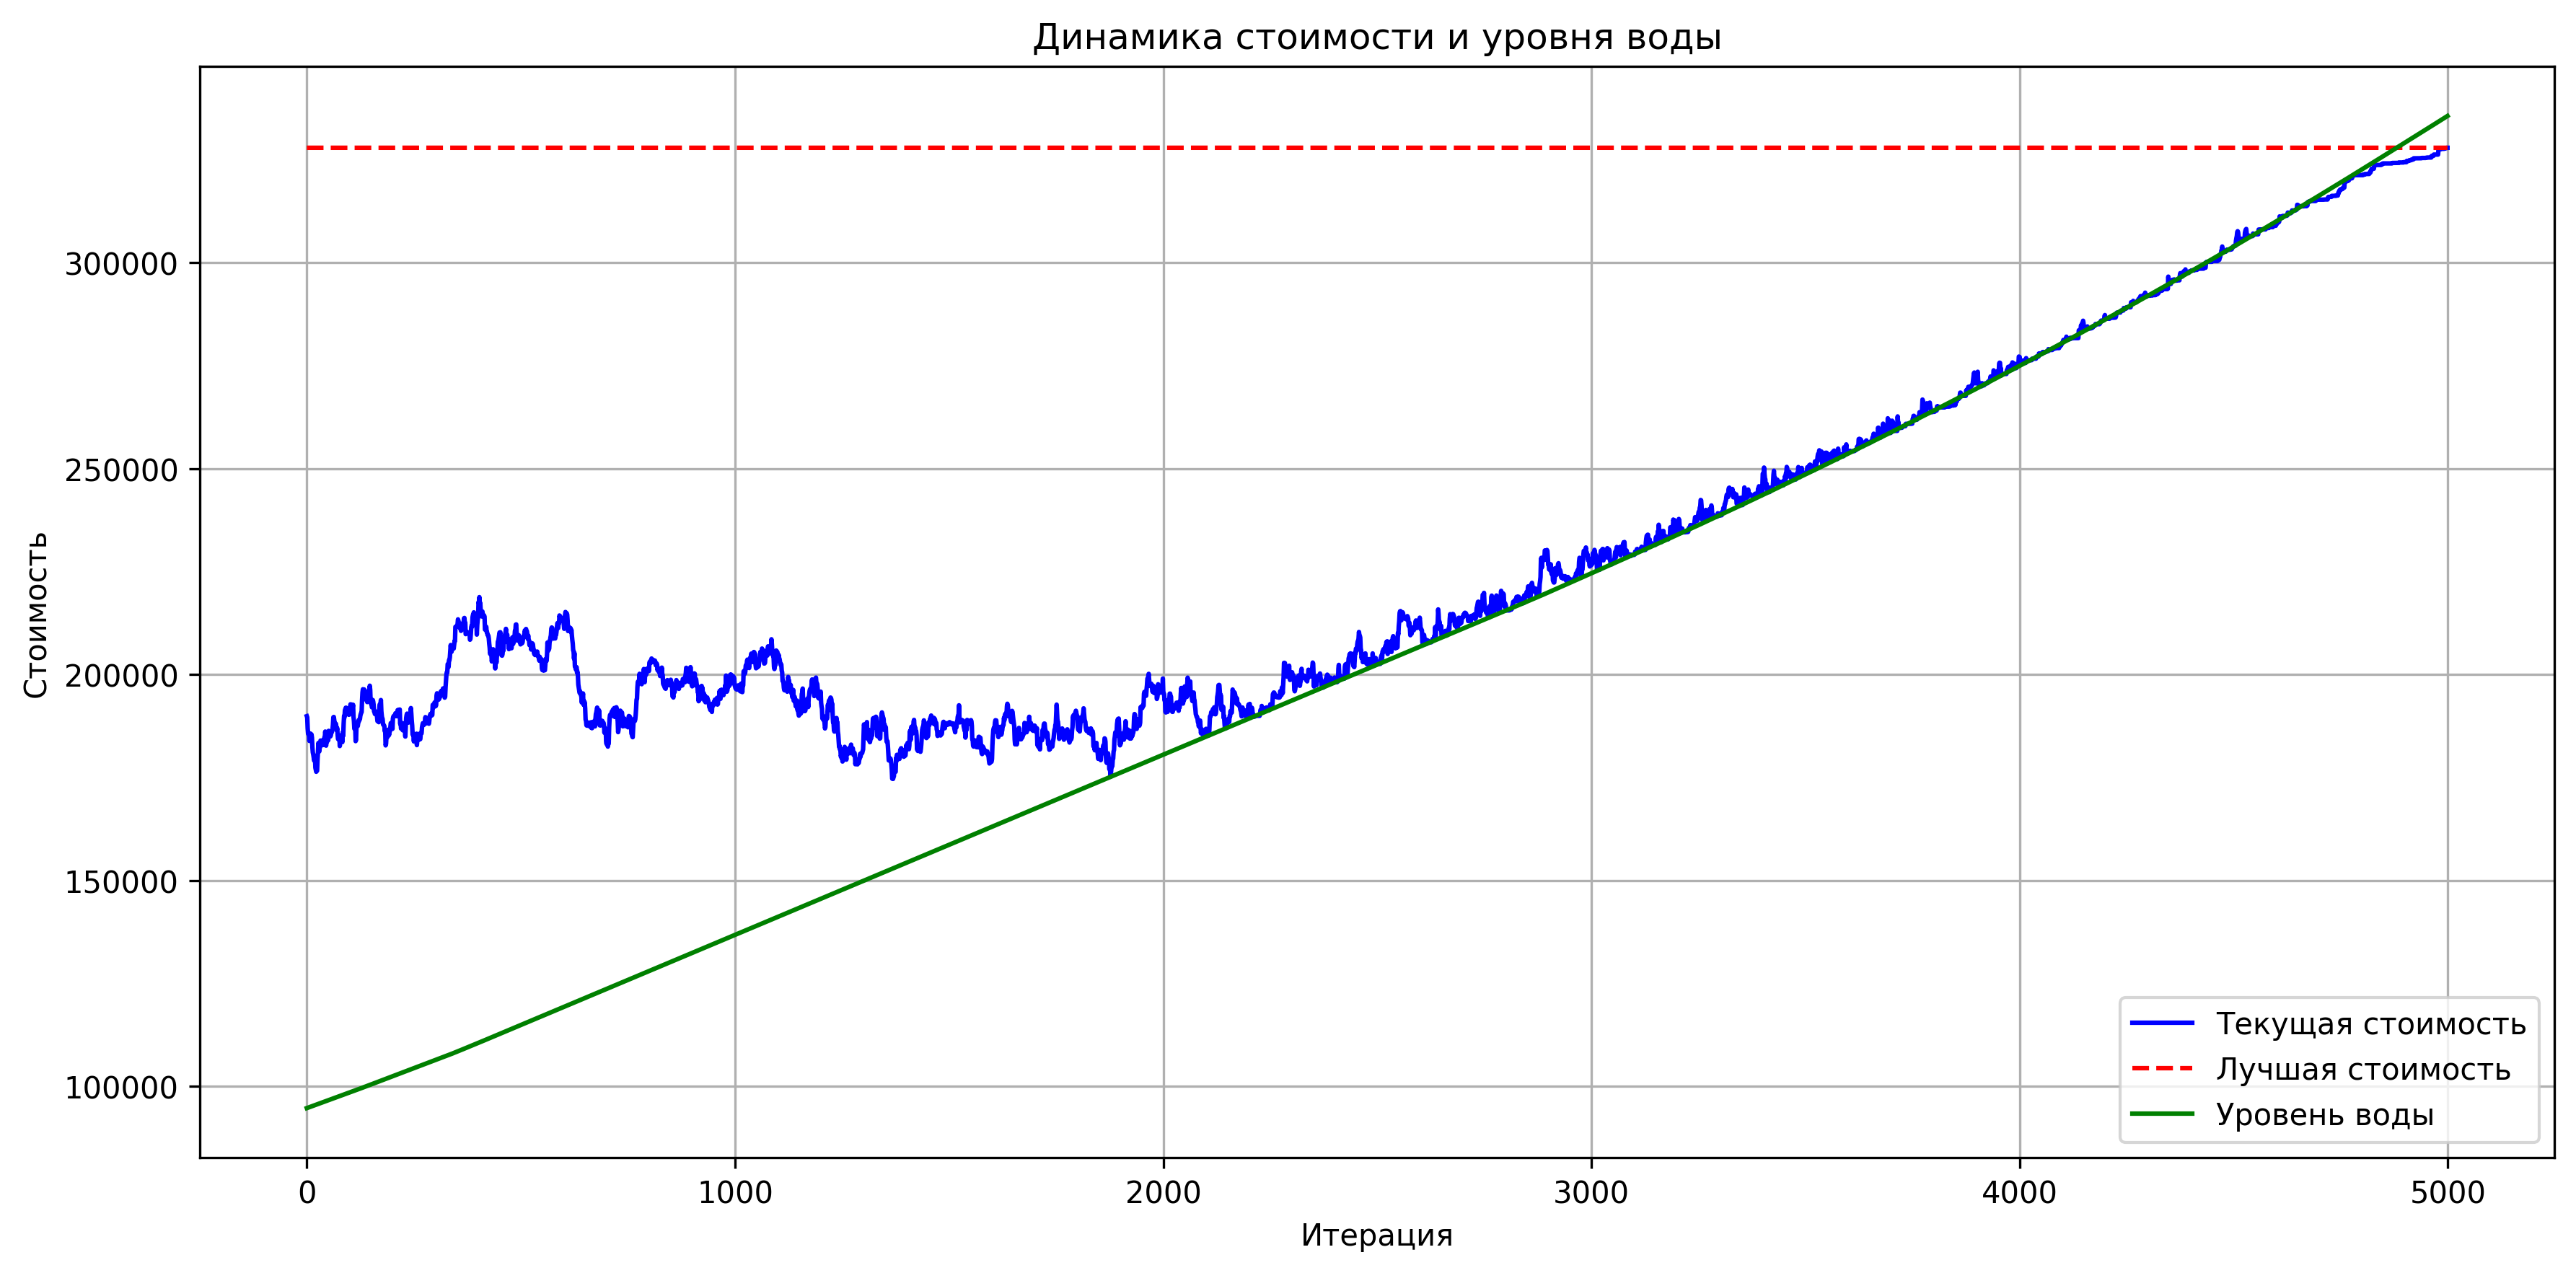 Динамика стоимости и уровня воды
Стоимость
300000
250000
200000
150000
100000
0 1000 2000 3000 4000 5000
Итерация
Текущая стоимость
Лучшая стоимость
Уровень воды